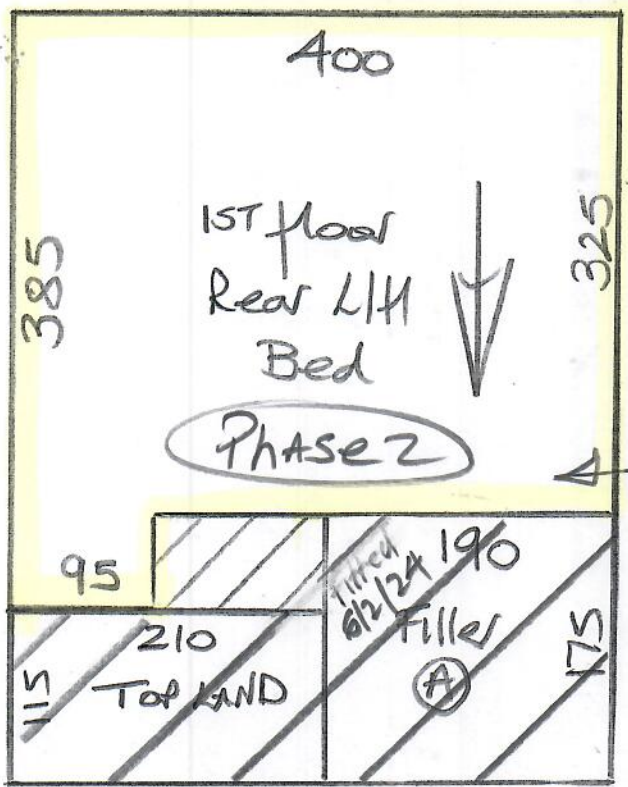 400
385
325
1ST floor
Rear L/H
Bed
Phase 2
95
190
Fitted
6/2/24
Filler
A
175
210
TOP LAND
115